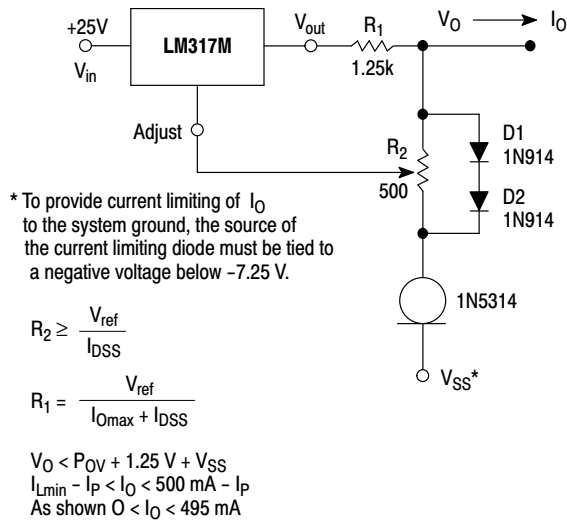 +25V
V_in
LM317M
V_out
R_1
1.25k
V_O
I_O
Adjust
R_2
500
D1
1N914
D2
1N914
1N5314
V_SS*
* To provide current limiting of I_O
to the system ground, the source of
the current limiting diode must be tied to
a negative voltage below −7.25 V.
R_2 ≥ V_ref / I_DSS
R_1 = V_ref / I_Omax + I_DSS
V_O < P_OV + 1.25 V + V_SS
I_Lmin − I_P < I_O < 500 mA − I_P
As shown O < I_O < 495 mA